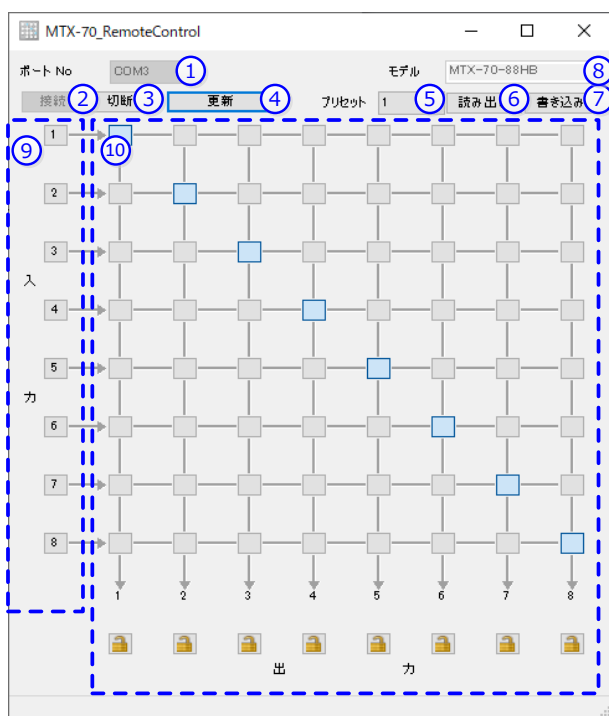 MTX-70_RemoteControl
ポート No COM3 ① モデル MTX-70-88HB ⑧
接続 ② 切断 ③ 更新 ④ プリセット 1 ⑤ 読み出 ⑥ 書き込み ⑦
⑨ 1 ⑩
2
3
入
4
5
力
6
7
8
1 2 3 4 5 6 7 8
出 力